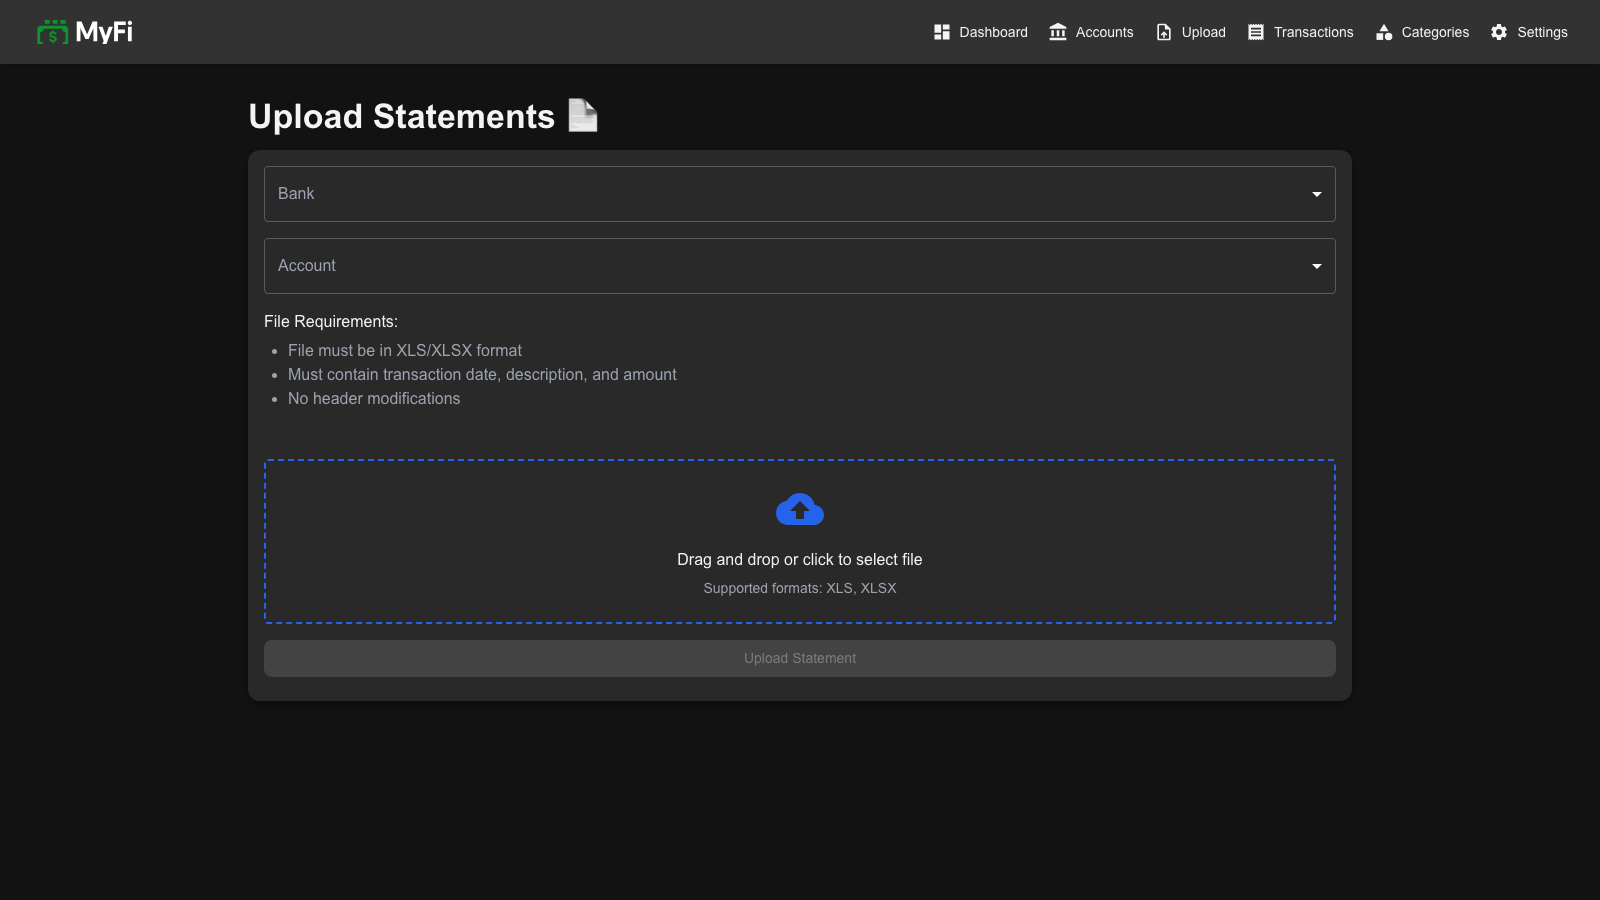 MyFi
Dashboard
Accounts
Upload
Transactions
Categories
Settings
Upload Statements
Bank
Account
File Requirements:
File must be in XLS/XLSX format
Must contain transaction date, description, and amount
No header modifications
Drag and drop or click to select file
Supported formats: XLS, XLSX
Upload Statement